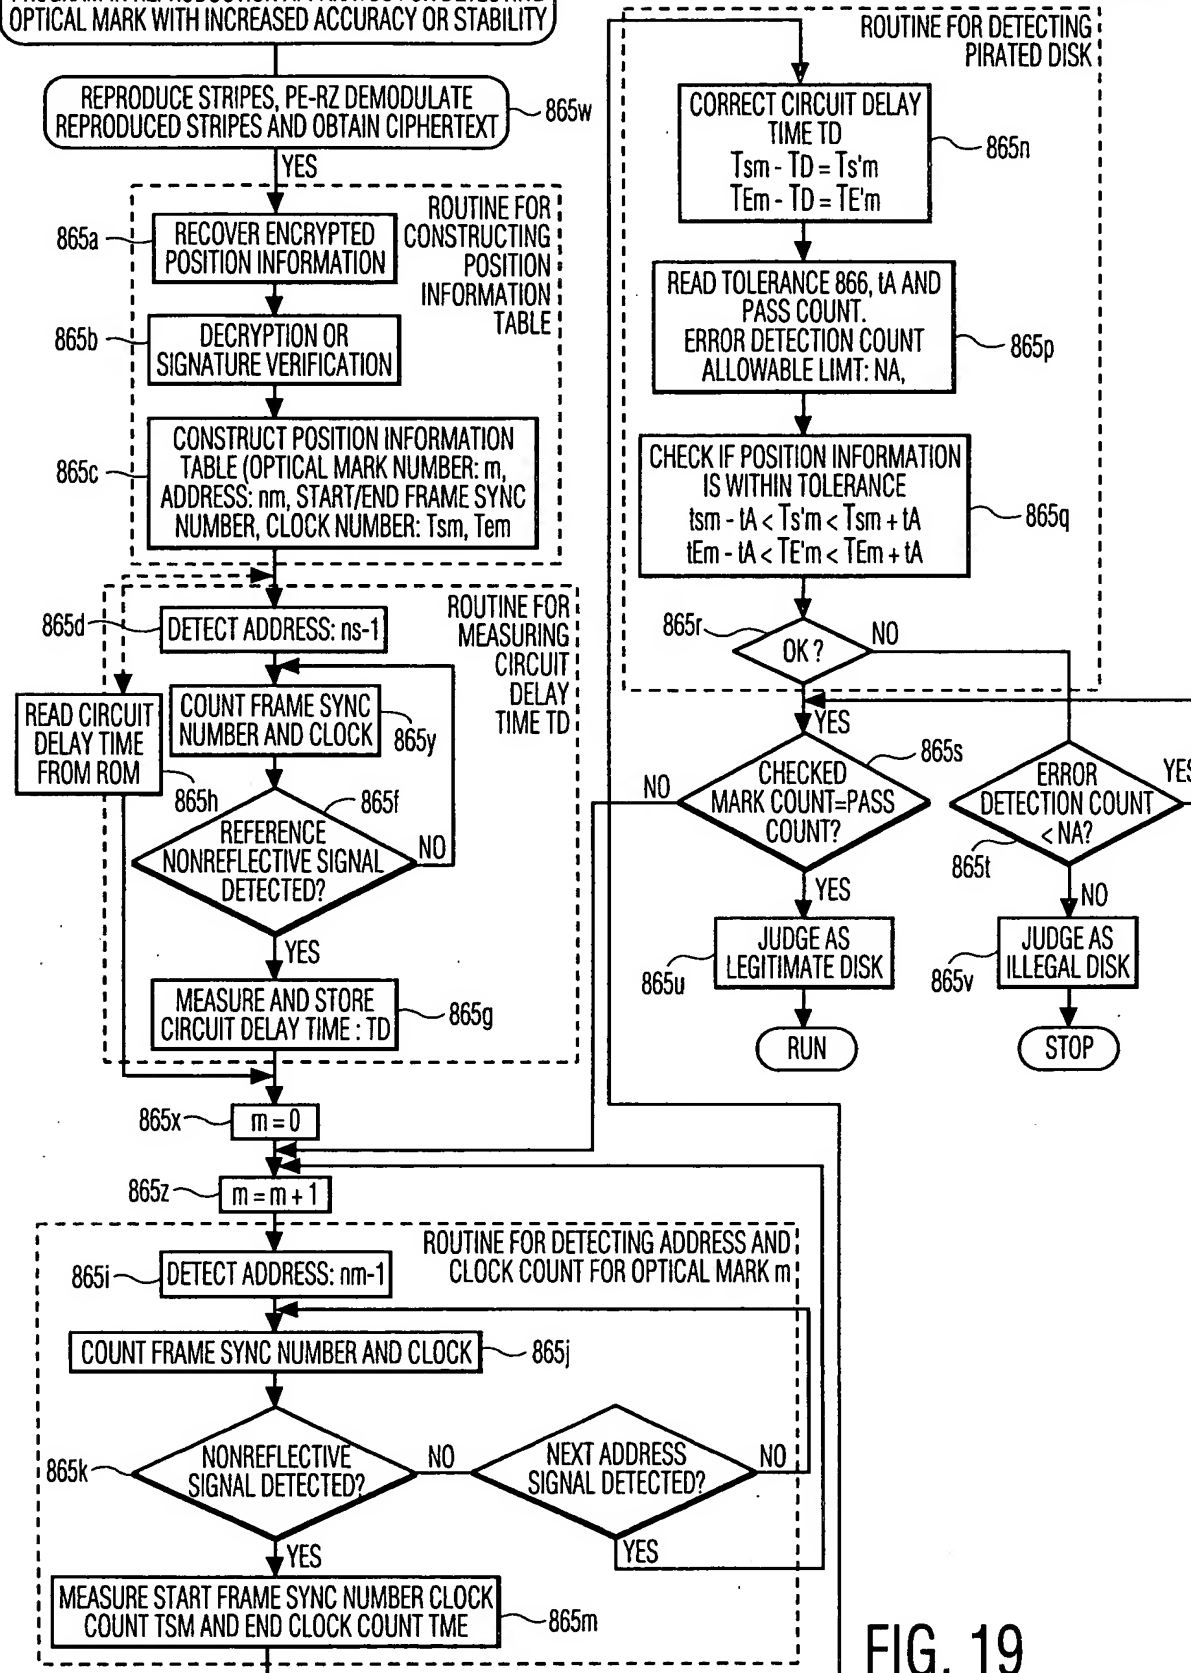 OPTICAL MARK WITH INCREASED ACCURACY OR STABILITY
REPRODUCE STRIPES, PE-RZ DEMODULATE
REPRODUCED STRIPES AND OBTAIN CIPHERTEXT
865w
YES
ROUTINE FOR
CONSTRUCTING
POSITION
INFORMATION
TABLE
865a
RECOVER ENCRYPTED
POSITION INFORMATION
865b
DECRYPTION OR
SIGNATURE VERIFICATION
865c
CONSTRUCT POSITION INFORMATION
TABLE (OPTICAL MARK NUMBER: m,
ADDRESS: nm, START/END FRAME SYNC
NUMBER, CLOCK NUMBER: Tsm, Tem
ROUTINE FOR
MEASURING
CIRCUIT
DELAY
TIME TD
865d
DETECT ADDRESS: ns-1
READ CIRCUIT
DELAY TIME
FROM ROM
865h
COUNT FRAME SYNC
NUMBER AND CLOCK
865y
865f
REFERENCE
NONREFLECTIVE SIGNAL
DETECTED?
NO
YES
MEASURE AND STORE
CIRCUIT DELAY TIME : TD
865g
865x
m = 0
865z
m = m + 1
ROUTINE FOR DETECTING ADDRESS AND
CLOCK COUNT FOR OPTICAL MARK m
865i
DETECT ADDRESS: nm-1
COUNT FRAME SYNC NUMBER AND CLOCK
865j
865k
NONREFLECTIVE
SIGNAL DETECTED?
NO
NEXT ADDRESS
SIGNAL DETECTED?
NO
YES
YES
MEASURE START FRAME SYNC NUMBER CLOCK
COUNT TSM AND END CLOCK COUNT TME
865m
ROUTINE FOR DETECTING
PIRATED DISK
CORRECT CIRCUIT DELAY
TIME TD
Tsm - TD = Ts'm
TEm - TD = TE'm
865n
READ TOLERANCE 866, tA AND
PASS COUNT.
ERROR DETECTION COUNT
ALLOWABLE LIMT: NA,
865p
CHECK IF POSITION INFORMATION
IS WITHIN TOLERANCE
tsm - tA < Ts'm < Tsm + tA
tEm - tA < TE'm < TEm + tA
865q
865r
OK ?
NO
YES
865s
CHECKED
MARK COUNT=PASS
COUNT?
NO
YES
ERROR
DETECTION COUNT
< NA?
YES
865t
NO
JUDGE AS
LEGITIMATE DISK
865u
JUDGE AS
ILLEGAL DISK
865v
RUN
STOP
FIG. 19